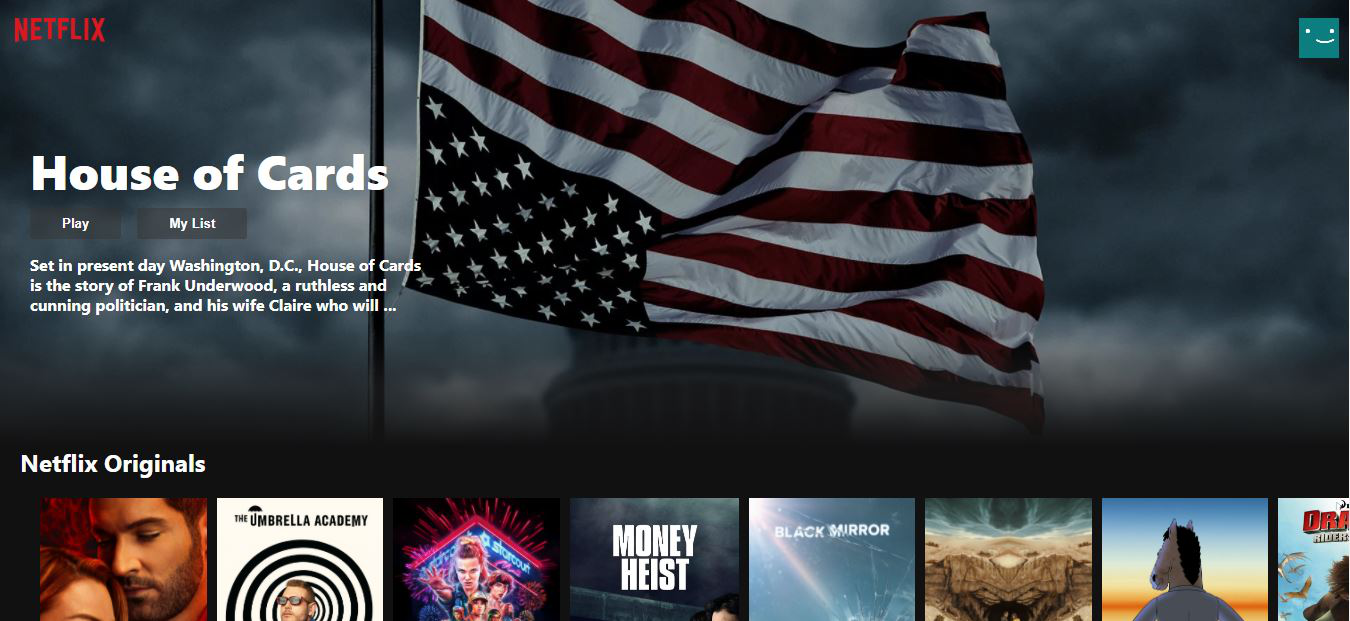 NETFLIX
House of Cards
Play
My List
Set in present day Washington, D.C., House of Cards
is the story of Frank Underwood, a ruthless and
cunning politician, and his wife Claire who will ...
Netflix Originals
THE UMBRELLA ACADEMY
starcourt
MONEY
HEIST
BLACK MIRROR